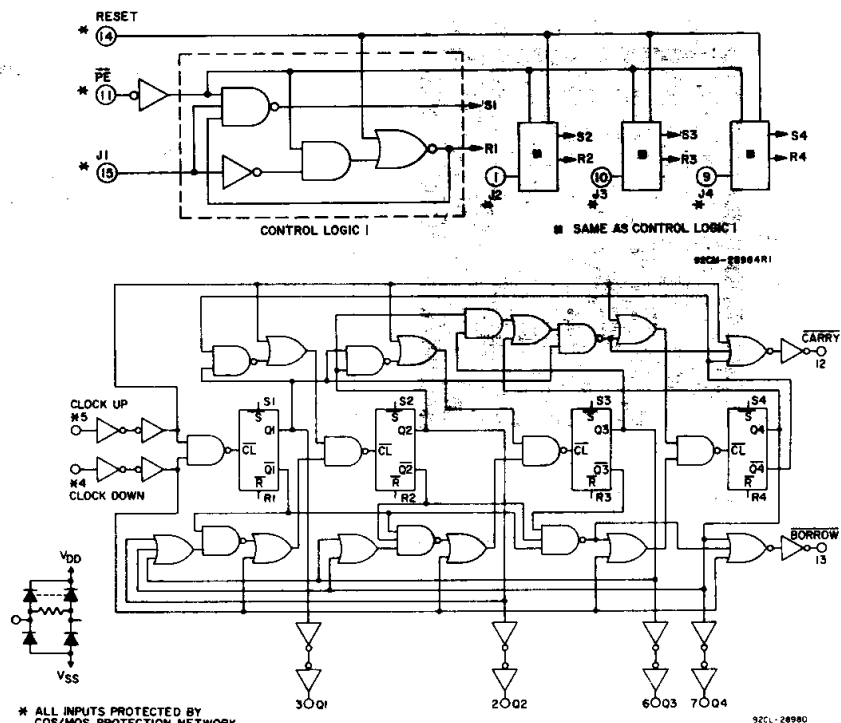 RESET
* 14
P̅E̅
* 11
J1
* 15
S1
R1
CONTROL LOGIC 1
S2
R2
1
* J2
S3
R3
10
* J3
S4
R4
9
* J4
■ SAME AS CONTROL LOGIC 1
92CM-28984R1
CARRY
12
CLOCK UP
*5
*4
CLOCK DOWN
S1
S
Q1
CL
Q1
R
R1
S2
S
Q2
CL
Q2
R
R2
S3
S
Q3
CL
Q3
R
R3
S4
S
Q4
CL
Q4
R
R4
BORROW
13
VDD
VSS
3 Q1
2 Q2
6 Q3
7 Q4
* ALL INPUTS PROTECTED BY
COS/MOS PROTECTION NETWORK
92CL-28980